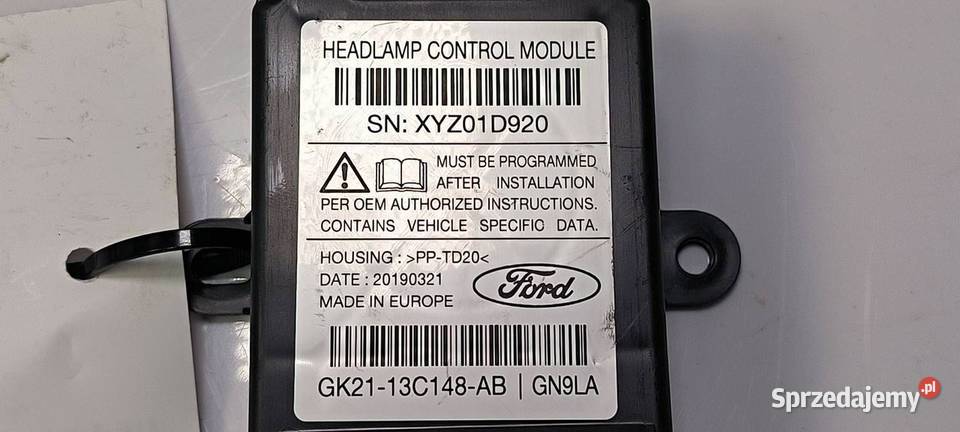 HEADLAMP CONTROL MODULE
SN: XYZ01D920
MUST BE PROGRAMMED
AFTER INSTALLATION
PER OEM AUTHORIZED INSTRUCTIONS.
CONTAINS VEHICLE SPECIFIC DATA.
HOUSING : >PP-TD20<
DATE : 20190321
MADE IN EUROPE
Ford
GK21-13C148-AB | GN9LA
Sprzedajemy.pl